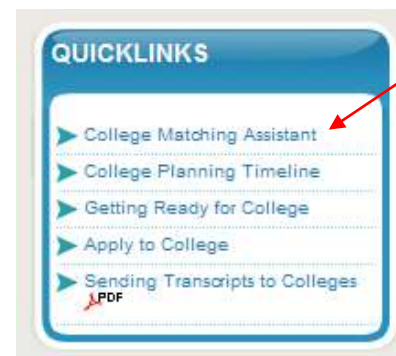 QUICKLINKS
College Matching Assistant
College Planning Timeline
Getting Ready for College
Apply to College
Sending Transcripts to Colleges
PDF